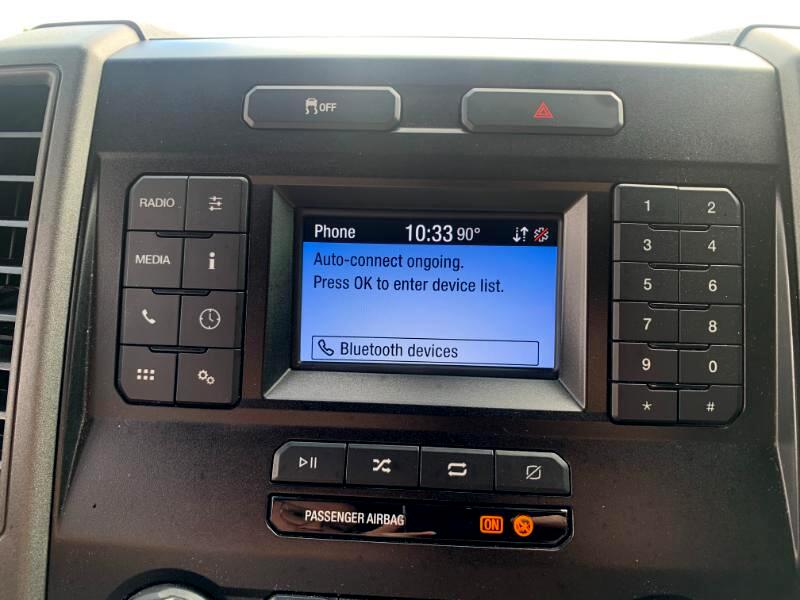 OFF
RADIO
MEDIA
i
Phone 10:33 90°
Auto-connect ongoing.
Press OK to enter device list.
Bluetooth devices
1 2
3 4
5 6
7 8
9 0
* #
PASSENGER AIRBAG ON